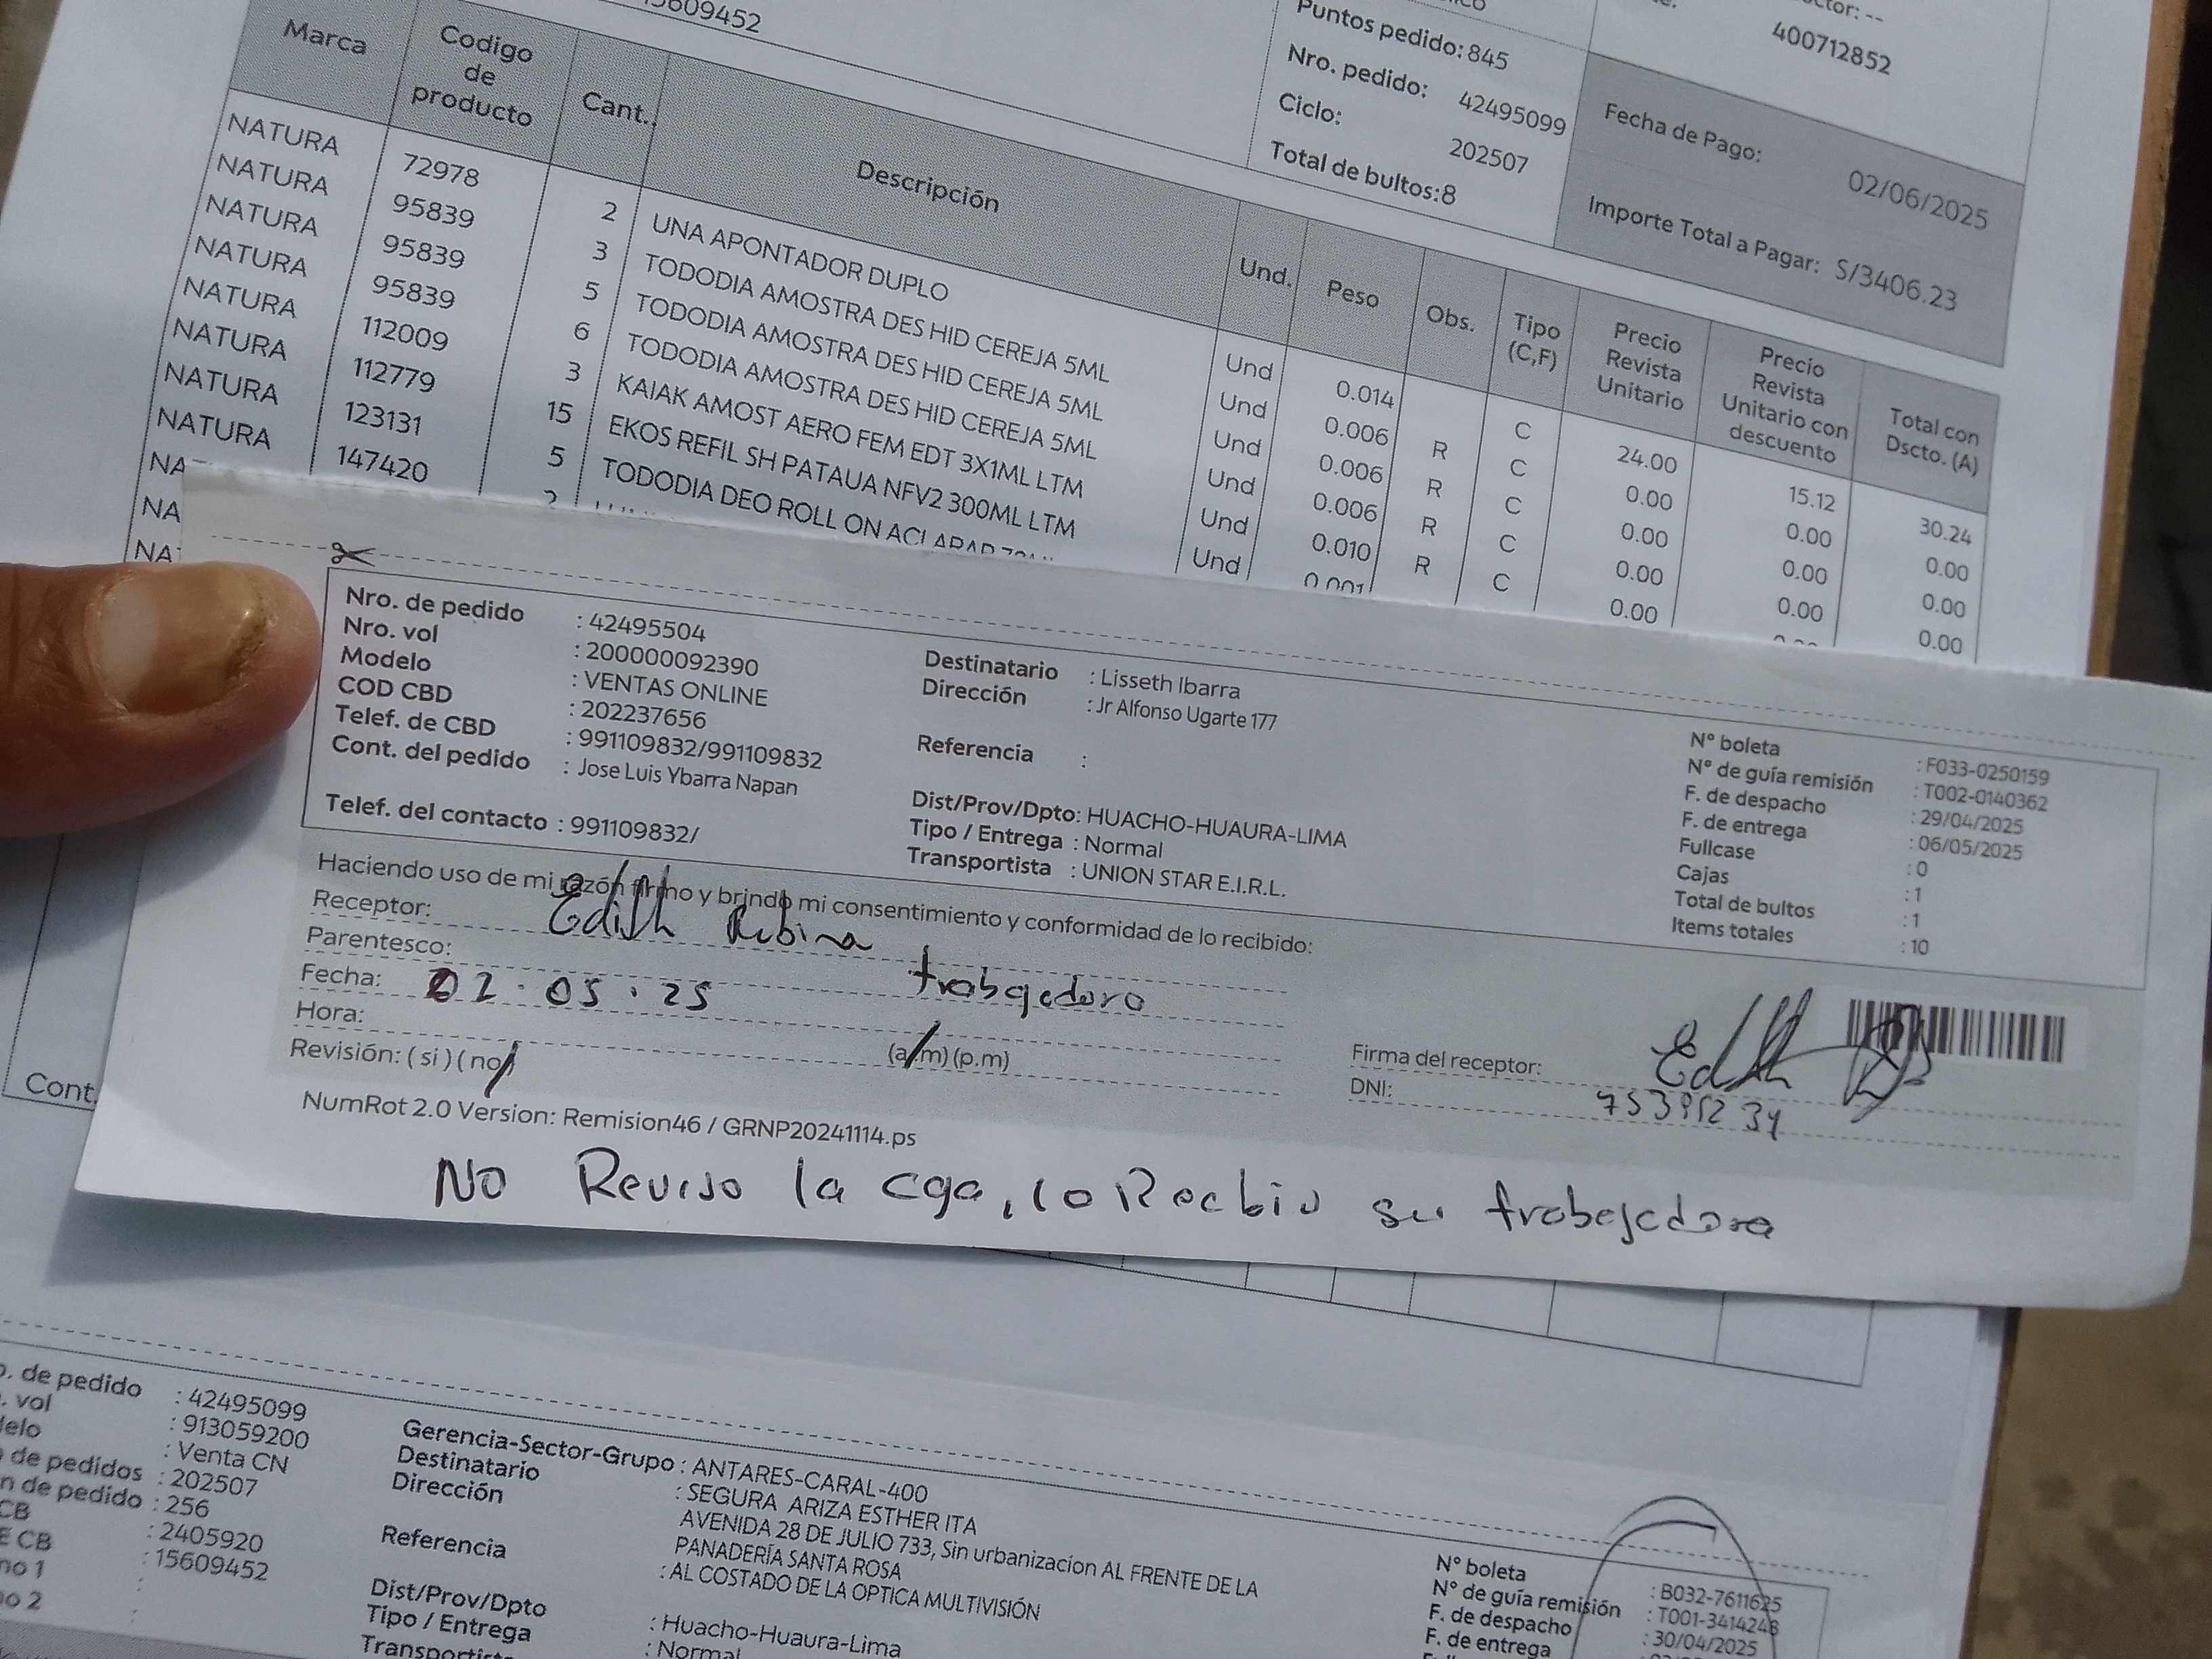 15609452
Puntos pedido: 845
Nro. pedido: 42495099
Ciclo: 202507
Total de bultos: 8
400712852
Fecha de Pago: 02/06/2025
Importe Total a Pagar: S/3406.23
Marca Codigo de producto Cant. Descripción Und. Peso Obs. Tipo (C,F) Precio Revista Unitario Precio Revista Unitario con descuento Total con Dscto. (A)
NATURA 72978 2 UNA APONTADOR DUPLO Und 0.014 C 24.00 15.12 30.24
NATURA 95839 3 TODODIA AMOSTRA DES HID CEREJA 5ML Und 0.006 R C 0.00 0.00 0.00
NATURA 95839 5 TODODIA AMOSTRA DES HID CEREJA 5ML Und 0.006 R C 0.00 0.00 0.00
NATURA 95839 6 TODODIA AMOSTRA DES HID CEREJA 5ML Und 0.006 R C 0.00 0.00 0.00
NATURA 112009 3 KAIAK AMOST AERO FEM EDT 3X1ML LTM Und 0.010 R C 0.00
NATURA 112779 15 EKOS REFIL SH PATAUA NFV2 300ML LTM Und
NATURA 123131 5 TODODIA DEO ROLL ON
NATURA 147420
Nro. de pedido : 42495504
Nro. vol : 200000092390
Modelo : VENTAS ONLINE
COD CBD : 202237656
Telef. de CBD : 991109832/991109832
Cont. del pedido : Jose Luis Ybarra Napan
Telef. del contacto : 991109832/
Destinatario : Lisseth Ibarra
Dirección : Jr Alfonso Ugarte 177
Referencia :
Dist/Prov/Dpto: HUACHO-HUAURA-LIMA
Tipo / Entrega : Normal
Transportista : UNION STAR E.I.R.L.
N° boleta : F033-0250159
N° de guía remisión : T002-0140362
F. de despacho : 29/04/2025
F. de entrega : 06/05/2025
Fullcase : 0
Cajas : 1
Total de bultos : 1
Items totales : 10
Haciendo uso de mi razón firmo y brindo mi consentimiento y conformidad de lo recibido:
Receptor: Edith Rubina
Parentesco: trabajadora
Fecha: 02.05.25
Hora: (a.m) (p.m)
Revisión: ( si ) ( no )
Firma del receptor: Edith
DNI:
NumRot 2.0 Version: Remision46 / GRNP20241114.ps
No Reviso la cga, lo Recbio su trabajadora
Cont.
de pedido : 42495099
vol : 913059200
: Venta CN
de pedidos : 202507
de pedido : 256
CB : 2405920
E CB : 15609452
no 1 :
no 2 :
Gerencia-Sector-Grupo : ANTARES-CARAL-400
Destinatario : SEGURA ARIZA ESTHER ITA
Dirección : AVENIDA 28 DE JULIO 733, Sin urbanizacion AL FRENTE DE LA
PANADERÍA SANTA ROSA
Referencia : AL COSTADO DE LA OPTICA MULTIVISIÓN
Dist/Prov/Dpto : Huacho-Huaura-Lima
Tipo / Entrega : Normal
Transportista
N° boleta : B032-7611625
N° de guía remisión : T001-3414248
F. de despacho : 30/04/2025
F. de entrega